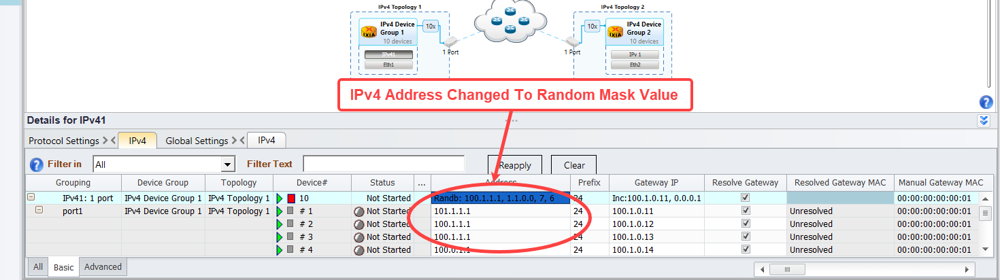 IPv4 Topology 1
IPv4 Topology 2
IXIA
IPv4 Device
Group 1
10 devices
10x
IPv41
Eth1
1 Port
1 Port
10x
IXIA
IPv4 Device
Group 2
10 devices
IPv 1
Eth2
IPv4 Address Changed To Random Mask Value
Details for IPv41
Protocol Settings IPv4 Global Settings IPv4
Filter in All Filter Text Reapply Clear
Grouping Device Group Topology Device# Status ... Address Prefix Gateway IP Resolve Gateway Resolved Gateway MAC Manual Gateway MAC
IPv41: 1 port IPv4 Device Group 1 IPv4 Topology 1 10 Not Started Randb: 100.1.1.1, 1.1.0.0, 7, 6 24 Inc:100.1.0.11, 0.0.0.1 00:00:00:00:00:01
port1 IPv4 Device Group 1 IPv4 Topology 1 # 1 Not Started 101.1.1.1 24 100.1.0.11 Unresolved 00:00:00:00:00:01
# 2 Not Started 100.1.1.1 24 100.1.0.12 Unresolved 00:00:00:00:00:01
# 3 Not Started 100.1.1.1 24 100.1.0.13 Unresolved 00:00:00:00:00:01
# 4 Not Started 100.0.1.1 24 100.1.0.14 Unresolved 00:00:00:00:00:01
All Basic Advanced